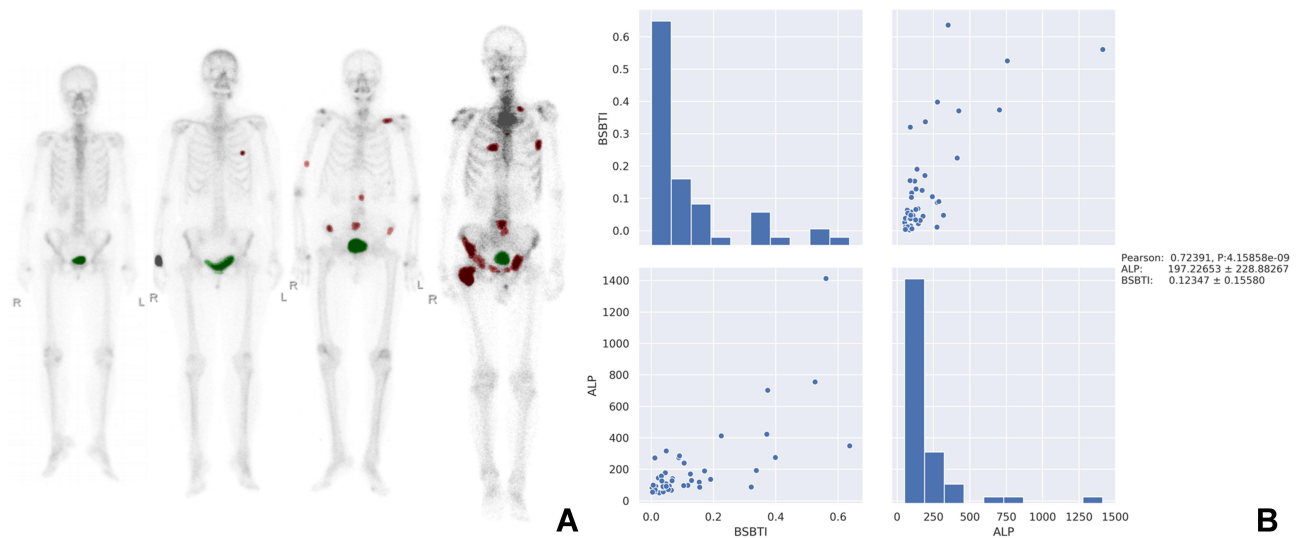 R
L
R
L
R
L
R
A
BSBTI
0.6
0.5
0.4
0.3
0.2
0.1
0.0
ALP
1400
1200
1000
800
600
400
200
0
0.0 0.2 0.4 0.6
BSBTI
0 250 500 750 1000 1250 1500
ALP
Pearson: 0.72391, P:4.15858e-09
ALP: 197.22653 ± 228.88267
BSBTI: 0.12347 ± 0.15580
B